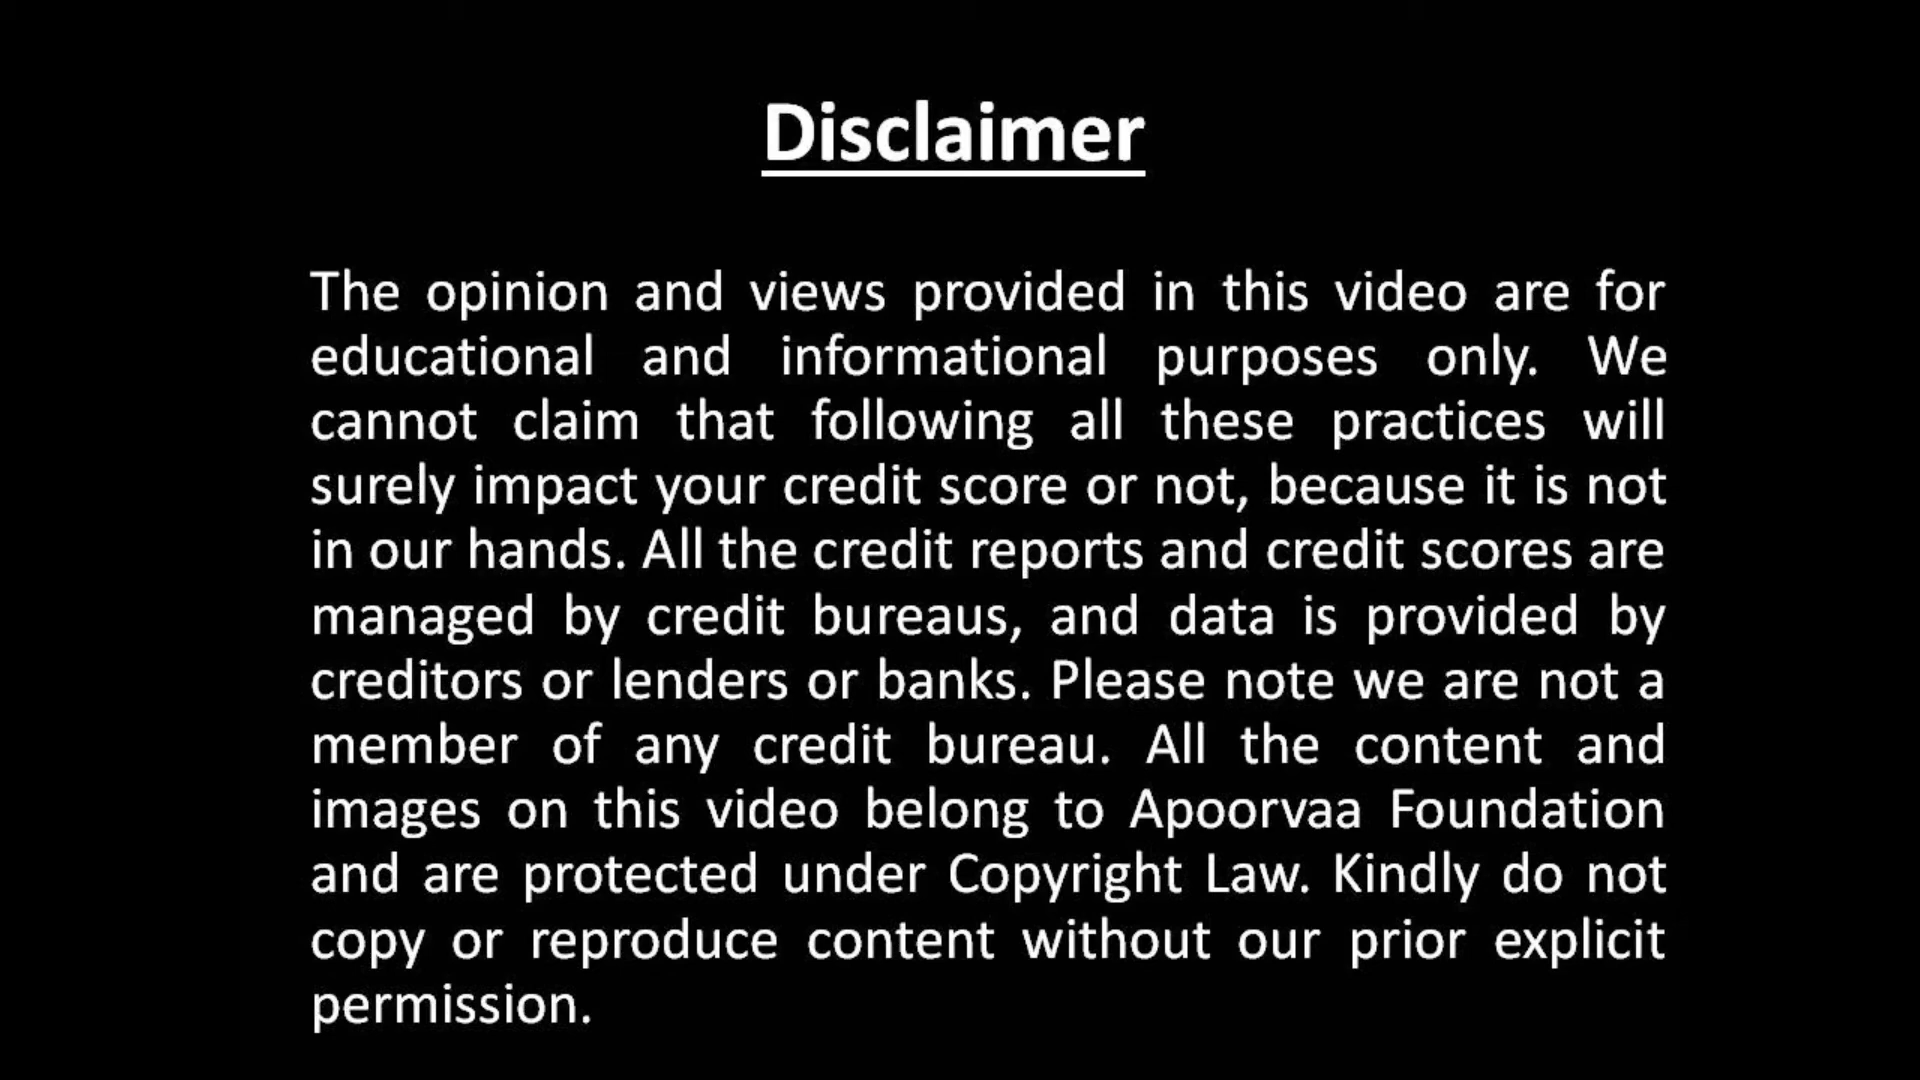 Disclaimer
The opinion and views provided in this video are for
educational and informational purposes only. We
cannot claim that following all these practices will
surely impact your credit score or not, because it is not
in our hands. All the credit reports and credit scores are
managed by credit bureaus, and data is provided by
creditors or lenders or banks. Please note we are not a
member of any credit bureau. All the content and
images on this video belong to Apoorvaa Foundation
and are protected under Copyright Law. Kindly do not
copy or reproduce content without our prior explicit
permission.